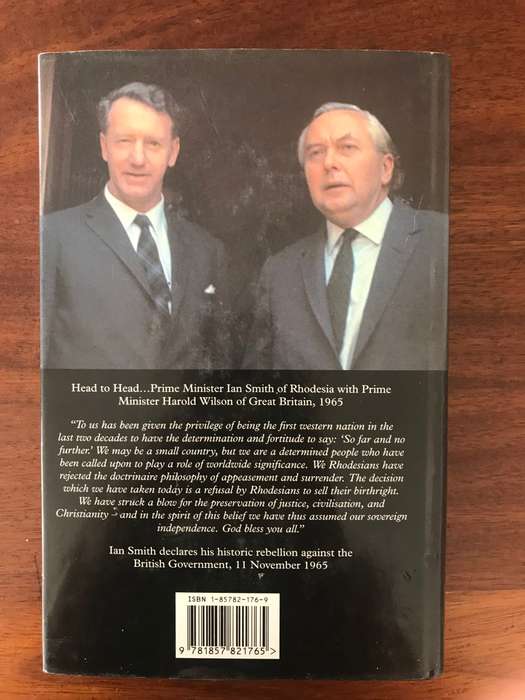 Head to Head...Prime Minister Ian Smith of Rhodesia with Prime
Minister Harold Wilson of Great Britain, 1965
“To us has been given the privilege of being the first western nation in the
last two decades to have the determination and fortitude to say: ‘So far and no
further.’ We may be a small country, but we are a determined people who have
been called upon to play a role of worldwide significance. We Rhodesians have
rejected the doctrinaire philosophy of appeasement and surrender. The decision
which we have taken today is a refusal by Rhodesians to sell their birthright.
We have struck a blow for the preservation of justice, civilisation, and
Christianity – and in the spirit of this belief we have thus assumed our sovereign
independence. God bless you all.”
Ian Smith declares his historic rebellion against the
British Government, 11 November 1965
ISBN 1-85782-176-9
9 781857 821765 >